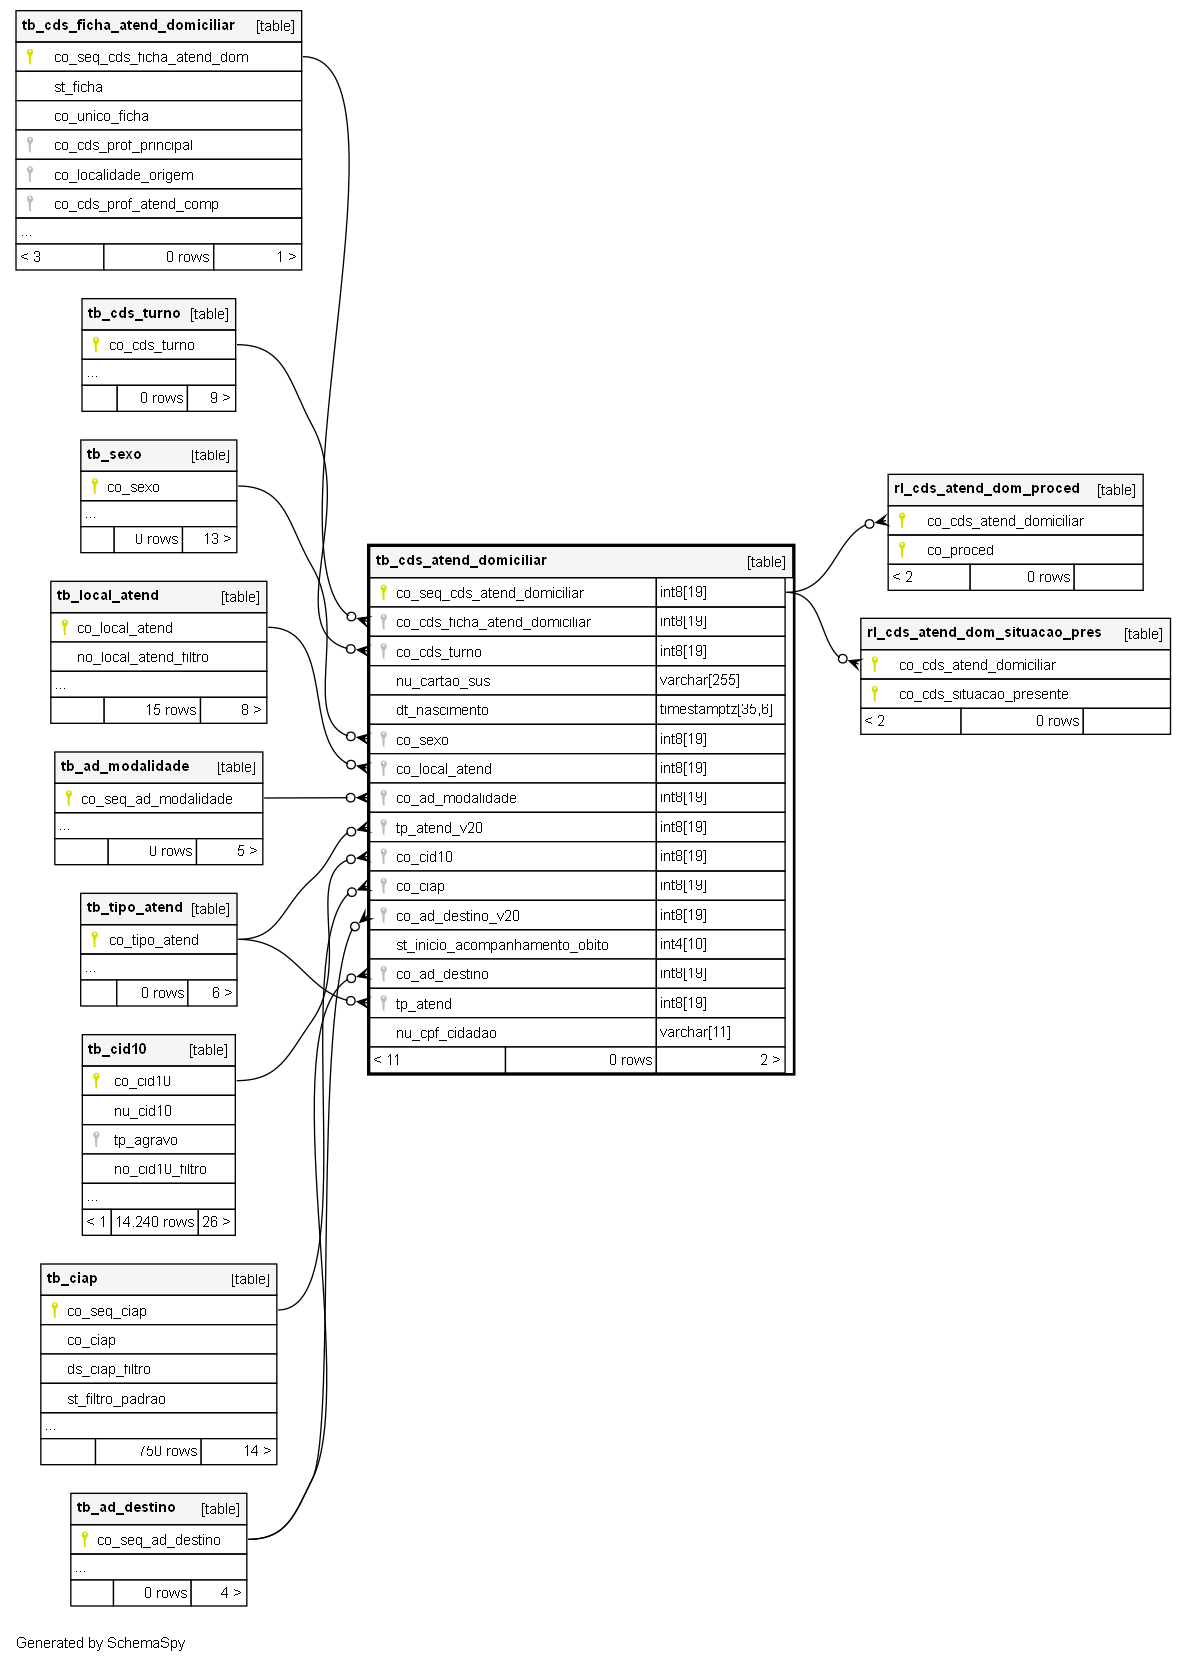 tb_cds_ficha_atend_domiciliar [table]
co_seq_cds_ficha_atend_dom
st_ficha
co_unico_ficha
co_cds_prof_principal
co_localidade_origem
co_cds_prof_atend_comp
...
< 3 0 rows 1 >
tb_cds_turno [table]
co_cds_turno
...
0 rows 9 >
tb_sexo [table]
co_sexo
...
0 rows 13 >
tb_local_atend [table]
co_local_atend
no_local_atend_filtro
...
15 rows 8 >
tb_ad_modalidade [table]
co_seq_ad_modalidade
...
0 rows 5 >
tb_tipo_atend [table]
co_tipo_atend
...
0 rows 6 >
tb_cid10 [table]
co_cid10
nu_cid10
tp_agravo
no_cid10_filtro
...
< 1 14.240 rows 26 >
tb_ciap [table]
co_seq_ciap
co_ciap
ds_ciap_filtro
st_filtro_padrao
...
750 rows 14 >
tb_ad_destino [table]
co_seq_ad_destino
...
0 rows 4 >
tb_cds_atend_domiciliar [table]
co_seq_cds_atend_domiciliar int8[19]
co_cds_ficha_atend_domiciliar int8[19]
co_cds_turno int8[19]
nu_cartao_sus varchar[255]
dt_nascimento timestamptz[35,6]
co_sexo int8[19]
co_local_atend int8[19]
co_ad_modalidade int8[19]
tp_atend_v20 int8[19]
co_cid10 int8[19]
co_ciap int8[19]
co_ad_destino_v20 int8[19]
st_inicio_acompanhamento_obito int4[10]
co_ad_destino int8[19]
tp_atend int8[19]
nu_cpf_cidadao varchar[11]
< 11 0 rows 2 >
rl_cds_atend_dom_proced [table]
co_cds_atend_domiciliar
co_proced
< 2 0 rows
rl_cds_atend_dom_situacao_pres [table]
co_cds_atend_domiciliar
co_cds_situacao_presente
< 2 0 rows
Generated by SchemaSpy